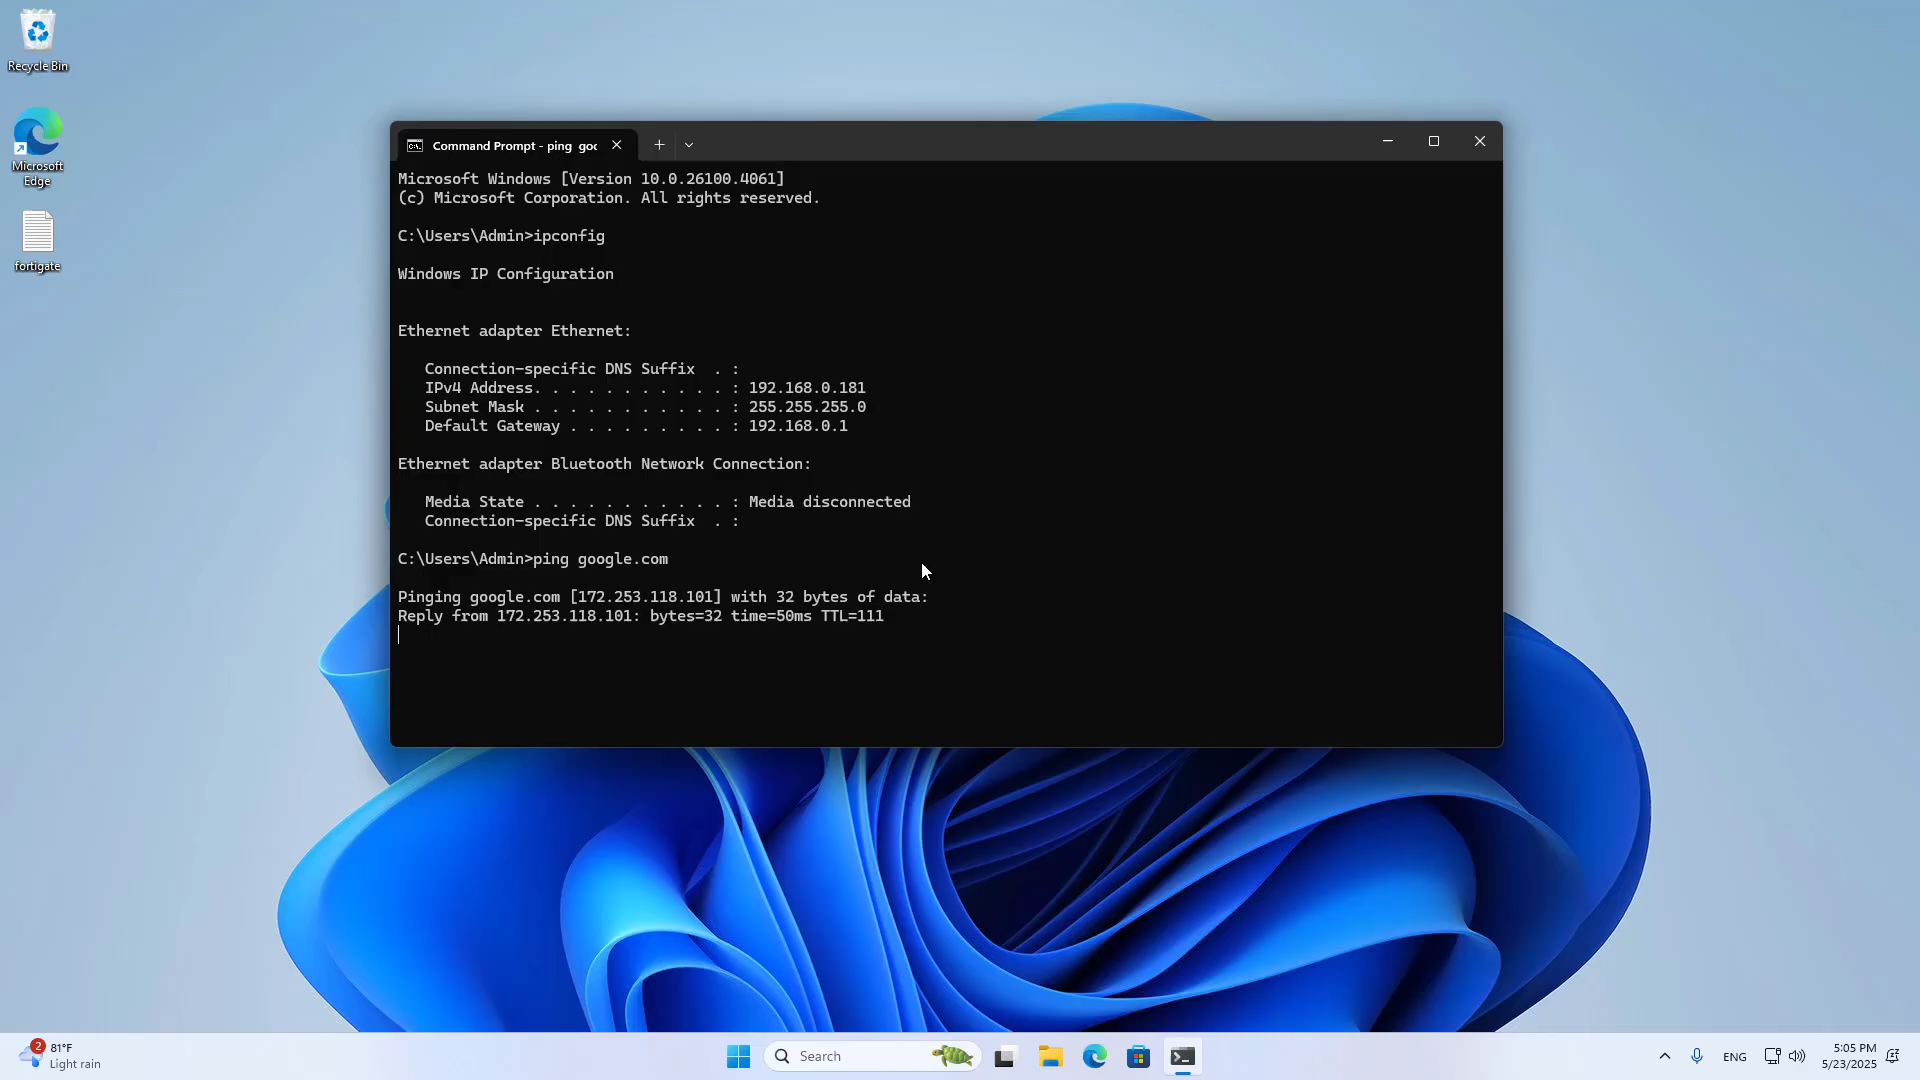 Recycle Bin
Microsoft
Edge
fortigate
Command Prompt - ping  goc
Microsoft Windows [Version 10.0.26100.4061]
(c) Microsoft Corporation. All rights reserved.
C:\Users\Admin>ipconfig
Windows IP Configuration
Ethernet adapter Ethernet:
   Connection-specific DNS Suffix  . :
   IPv4 Address. . . . . . . . . . . : 192.168.0.181
   Subnet Mask . . . . . . . . . . . : 255.255.255.0
   Default Gateway . . . . . . . . . : 192.168.0.1
Ethernet adapter Bluetooth Network Connection:
   Media State . . . . . . . . . . . : Media disconnected
   Connection-specific DNS Suffix  . :
C:\Users\Admin>ping google.com
Pinging google.com [172.253.118.101] with 32 bytes of data:
Reply from 172.253.118.101: bytes=32 time=50ms TTL=111
2
81°F
Light rain
Search
ENG
5:05 PM
5/23/2025